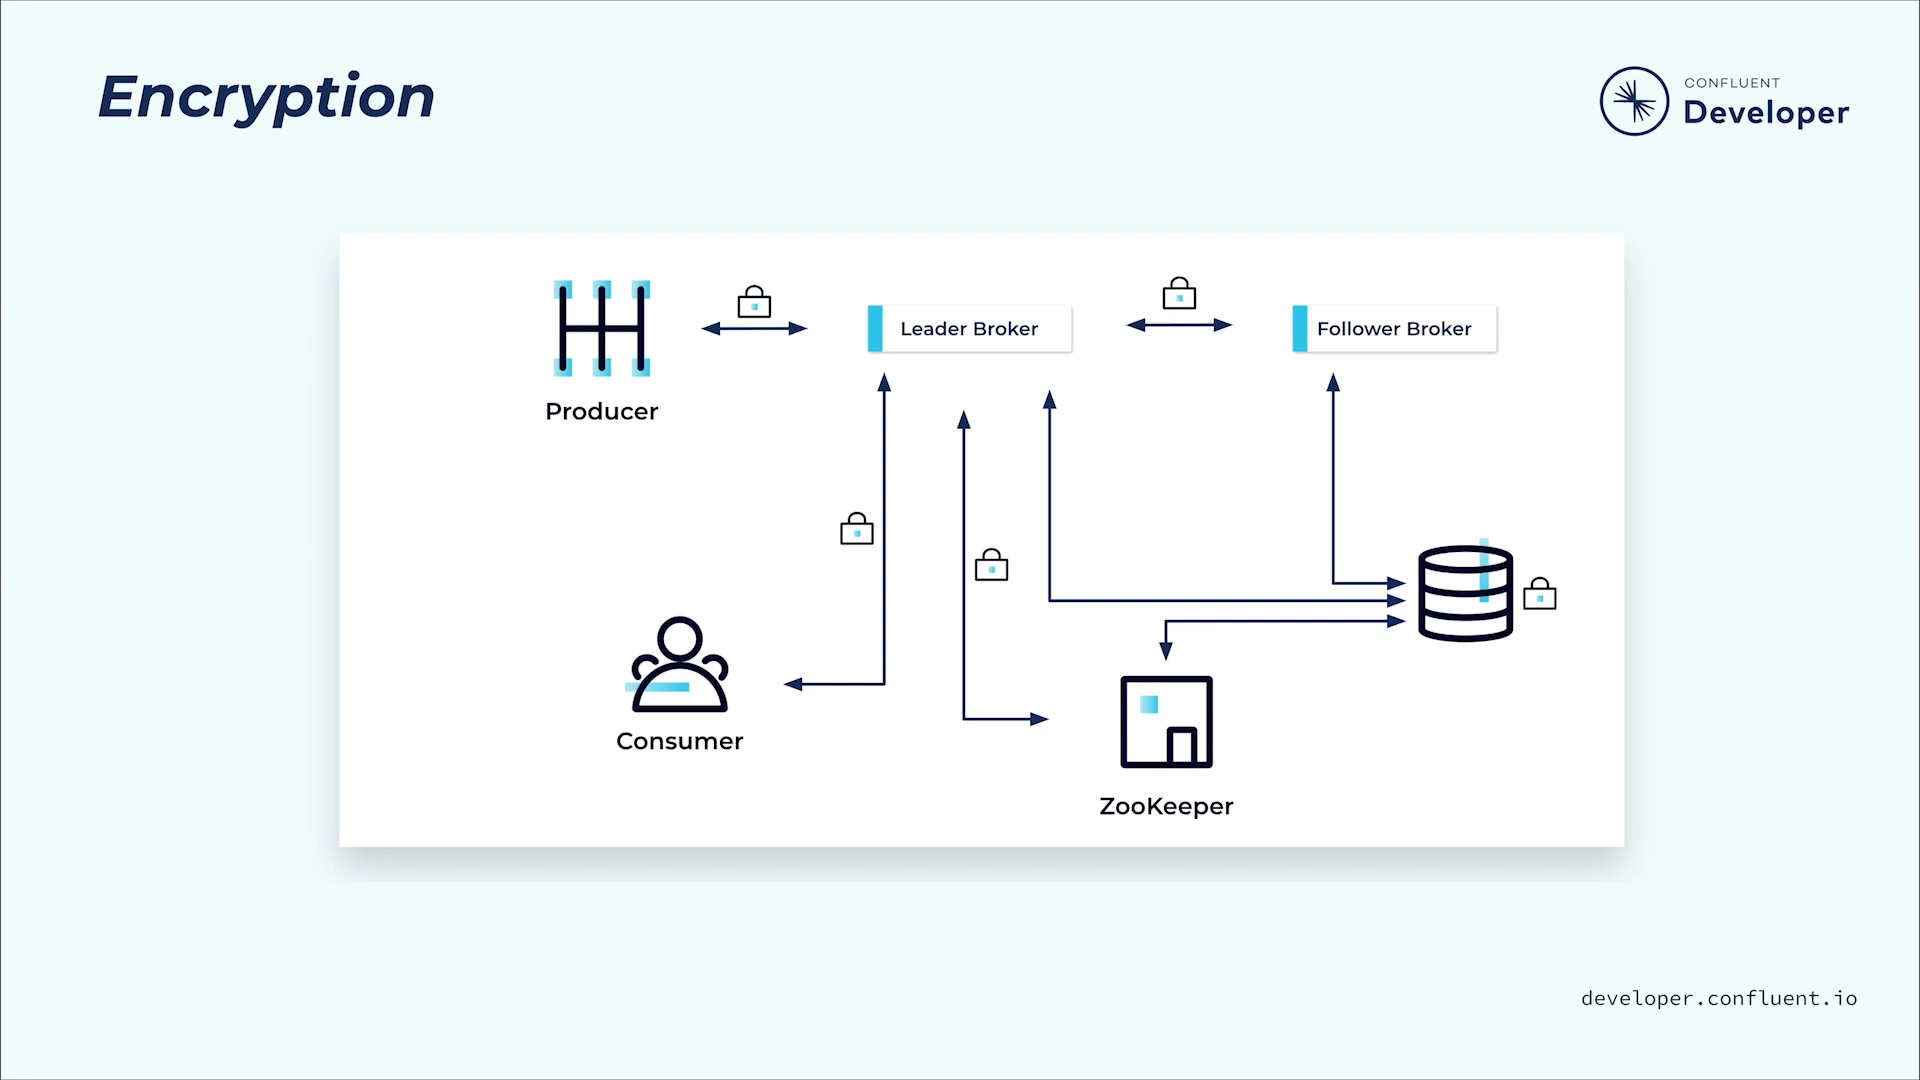 Encryption
CONFLUENT
Developer
Leader Broker
Follower Broker
Producer
Consumer
ZooKeeper
developer.confluent.io